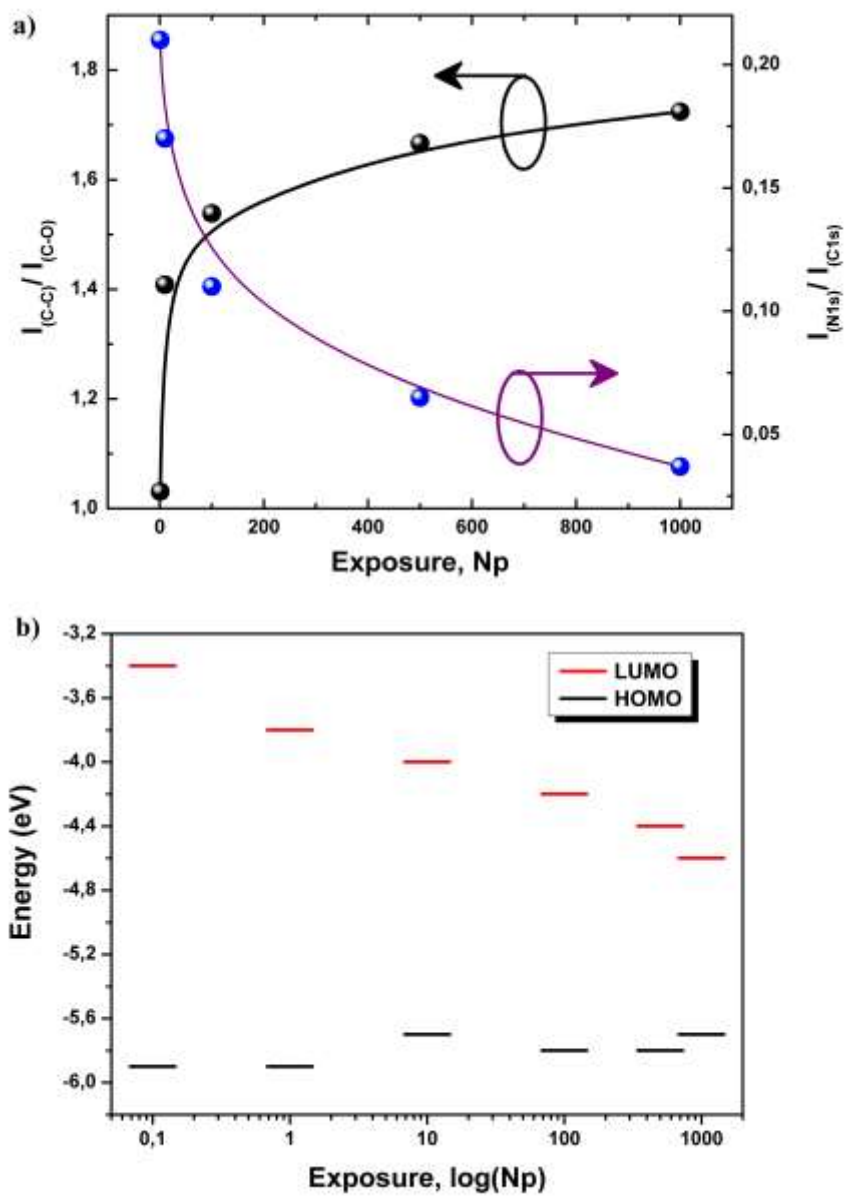 a)
1,8
1,6
1,4
1,2
1,0
I(C-C)/ I(C-O)
0,20
0,15
0,10
0,05
I(N1s)/ I(C1s)
0 200 400 600 800 1000
Exposure, Np
b)
-3,2
-3,6
-4,0
-4,4
-4,8
-5,2
-5,6
-6,0
Energy (eV)
LUMO
HOMO
0,1 1 10 100 1000
Exposure, log(Np)